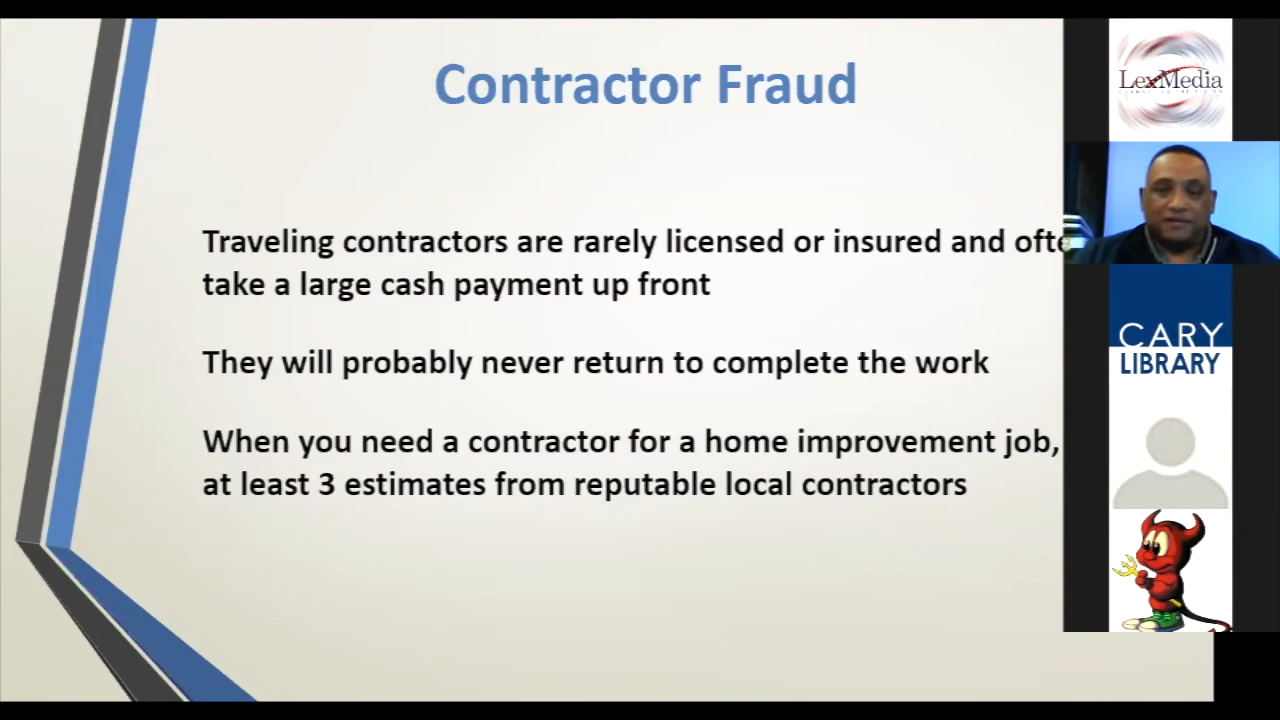 Contractor Fraud
Traveling contractors are rarely licensed or insured and ofte
take a large cash payment up front
They will probably never return to complete the work
When you need a contractor for a home improvement job,
at least 3 estimates from reputable local contractors
LexMedia
CARY
LIBRARY